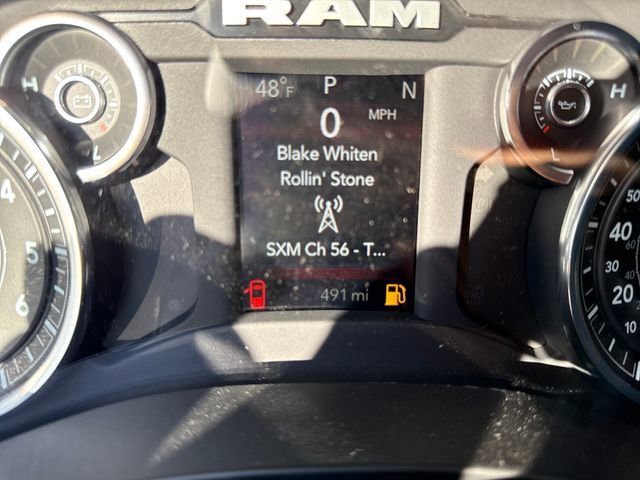 RAM
48°F P N
0 MPH
Blake Whiten
Rollin' Stone
SXM Ch 56 - T...
491 mi
H
L
H
L
4
5
6
50
40
60
30
20
10